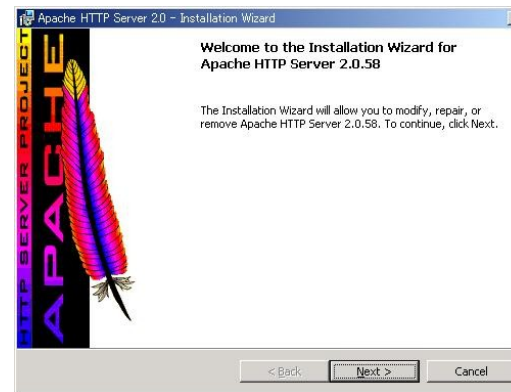 Apache HTTP Server 2.0 - Installation Wizard
HTTP SERVER PROJECT
APACHE
Welcome to the Installation Wizard for
Apache HTTP Server 2.0.58
The Installation Wizard will allow you to modify, repair, or
remove Apache HTTP Server 2.0.58. To continue, click Next.
< Back
Next >
Cancel